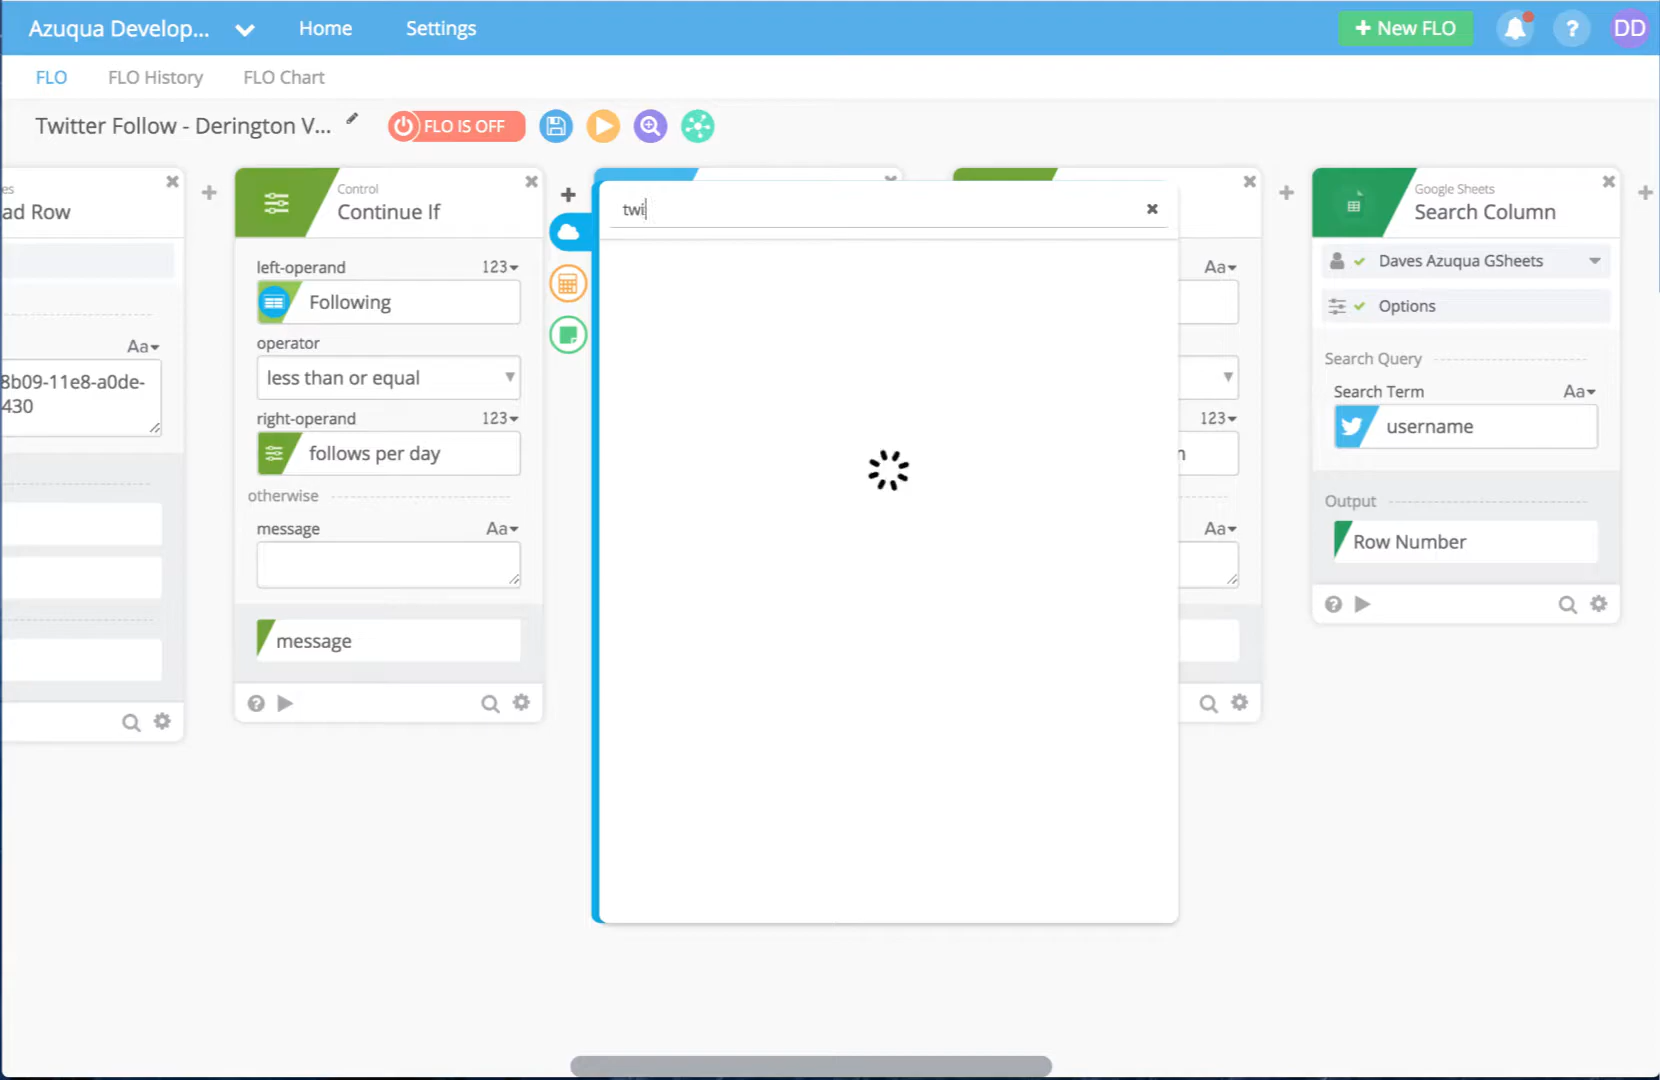 Azuqua Develop...
Home
Settings
+ New FLO
?
DD
FLO
FLO History
FLO Chart
Twitter Follow - Derington V...
FLO IS OFF
es
ad Row
Aa
8b09-11e8-a0de-
430
Control
Continue If
left-operand
123
Following
operator
less than or equal
right-operand
123
follows per day
otherwise
message
Aa
message
twi
Aa
123
n
Aa
Google Sheets
Search Column
Daves Azuqua GSheets
Options
Search Query
Search Term
Aa
username
Output
Row Number